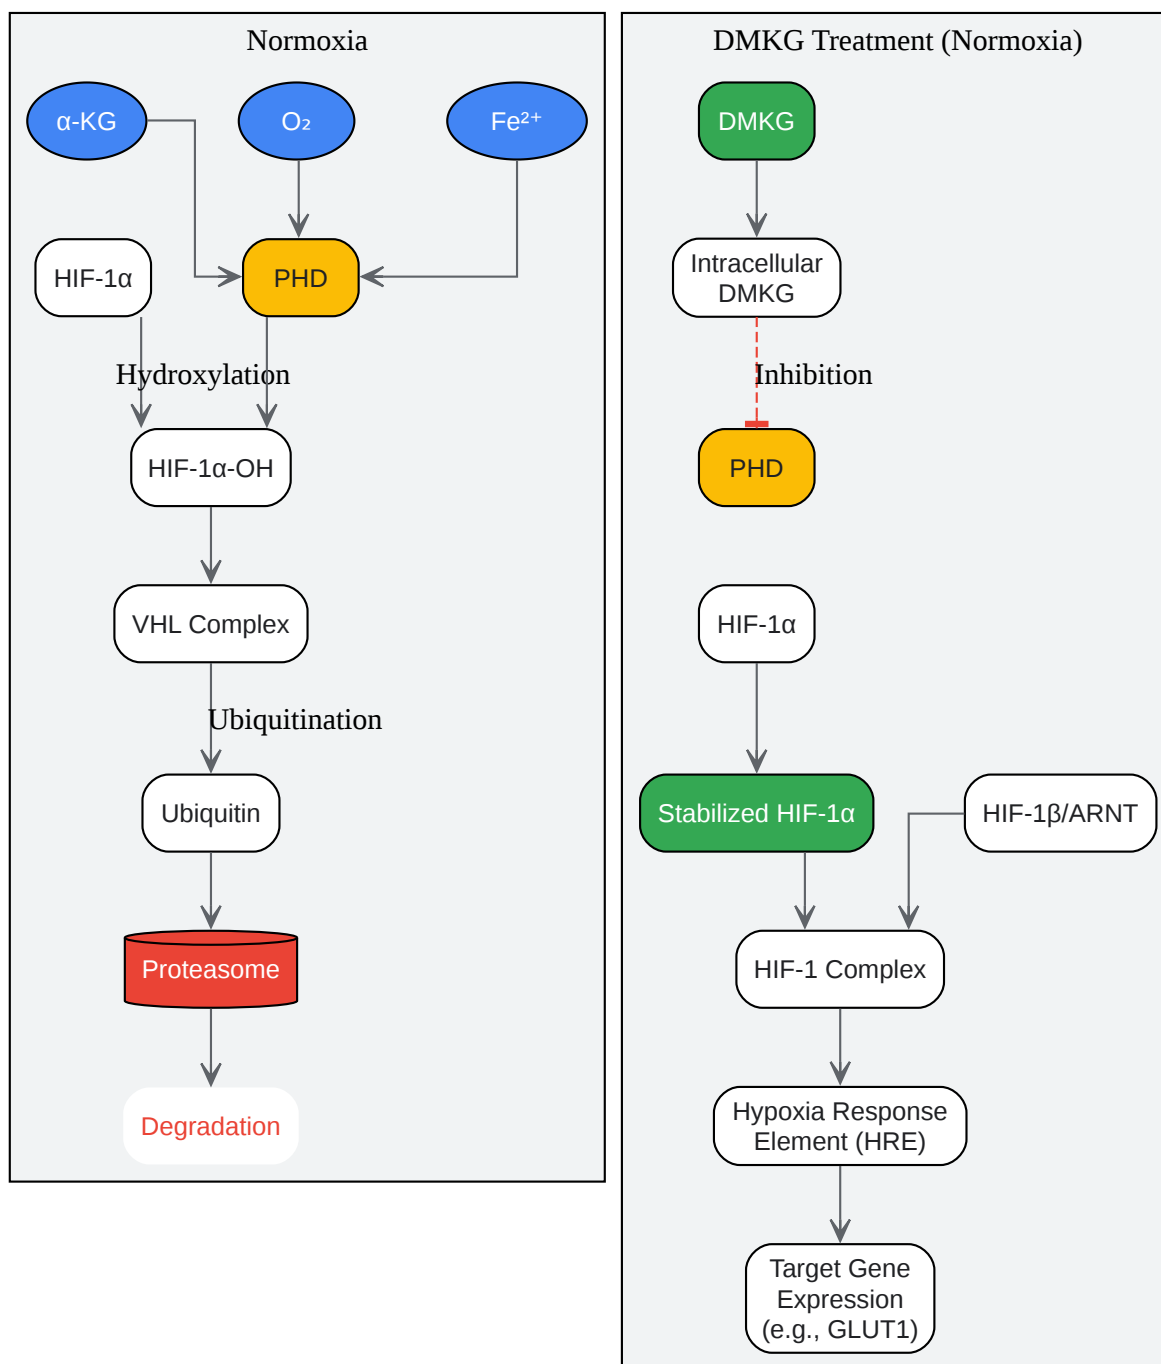 Normoxia
α-KG
O₂
Fe²⁺
HIF-1α
PHD
Hydroxylation
HIF-1α-OH
VHL Complex
Ubiquitination
Ubiquitin
Proteasome
Degradation
DMKG Treatment (Normoxia)
DMKG
Intracellular
DMKG
Inhibition
PHD
HIF-1α
Stabilized HIF-1α
HIF-1β/ARNT
HIF-1 Complex
Hypoxia Response
Element (HRE)
Target Gene
Expression
(e.g., GLUT1)